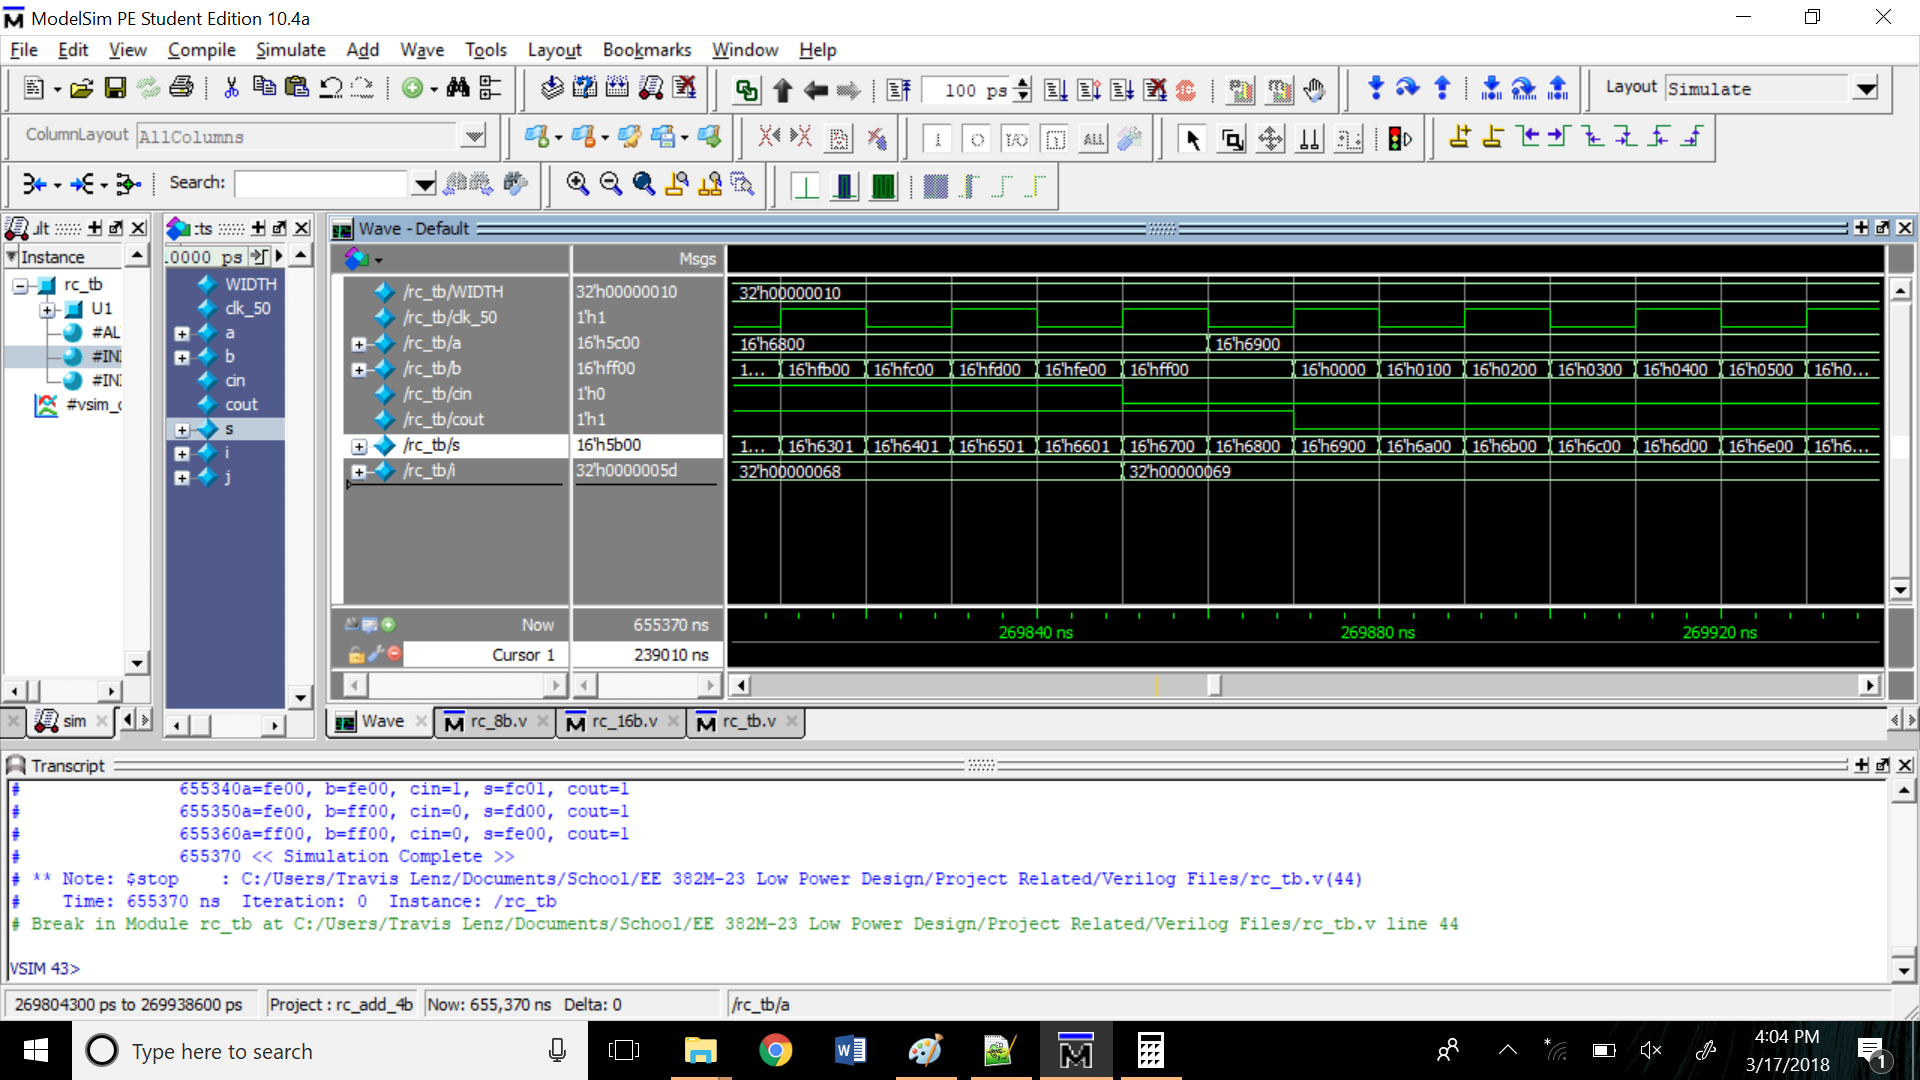 ModelSim PE Student Edition 10.4a
File Edit View Compile Simulate Add Wave Tools Layout Bookmarks Window Help
100 ps
Layout Simulate
ColumnLayout AllColumns
Search:
Wave - Default
Instance
rc_tb
U1
#AL
#INI
#INI
#vsim_c
sim
:ts
.0000 ps
WIDTH
clk_50
a
b
cin
cout
s
i
j
Msgs
/rc_tb/WIDTH 32'h00000010 32'h00000010
/rc_tb/clk_50 1'h1
/rc_tb/a 16'h5c00 16'h6800 16'h6900
/rc_tb/b 16'hff00 1... 16'hfb00 16'hfc00 16'hfd00 16'hfe00 16'hff00 16'h0000 16'h0100 16'h0200 16'h0300 16'h0400 16'h0500 16'h0...
/rc_tb/cin 1'h0
/rc_tb/cout 1'h1
/rc_tb/s 16'h5b00 1... 16'h6301 16'h6401 16'h6501 16'h6601 16'h6700 16'h6800 16'h6900 16'h6a00 16'h6b00 16'h6c00 16'h6d00 16'h6e00 16'h6...
/rc_tb/i 32'h0000005d 32'h00000068 32'h00000069
Now 655370 ns 269840 ns 269880 ns 269920 ns
Cursor 1 239010 ns
Wave rc_8b.v rc_16b.v rc_tb.v
Transcript
# 655340a=fe00, b=fe00, cin=1, s=fc01, cout=1
# 655350a=fe00, b=ff00, cin=0, s=fd00, cout=1
# 655360a=ff00, b=ff00, cin=0, s=fe00, cout=1
# 655370 << Simulation Complete >>
# ** Note: $stop : C:/Users/Travis Lenz/Documents/School/EE 382M-23 Low Power Design/Project Related/Verilog Files/rc_tb.v(44)
# Time: 655370 ns Iteration: 0 Instance: /rc_tb
# Break in Module rc_tb at C:/Users/Travis Lenz/Documents/School/EE 382M-23 Low Power Design/Project Related/Verilog Files/rc_tb.v line 44
VSIM 43>
269804300 ps to 269938600 ps Project : rc_add_4b Now: 655,370 ns Delta: 0 /rc_tb/a
Type here to search
4:04 PM
3/17/2018
1